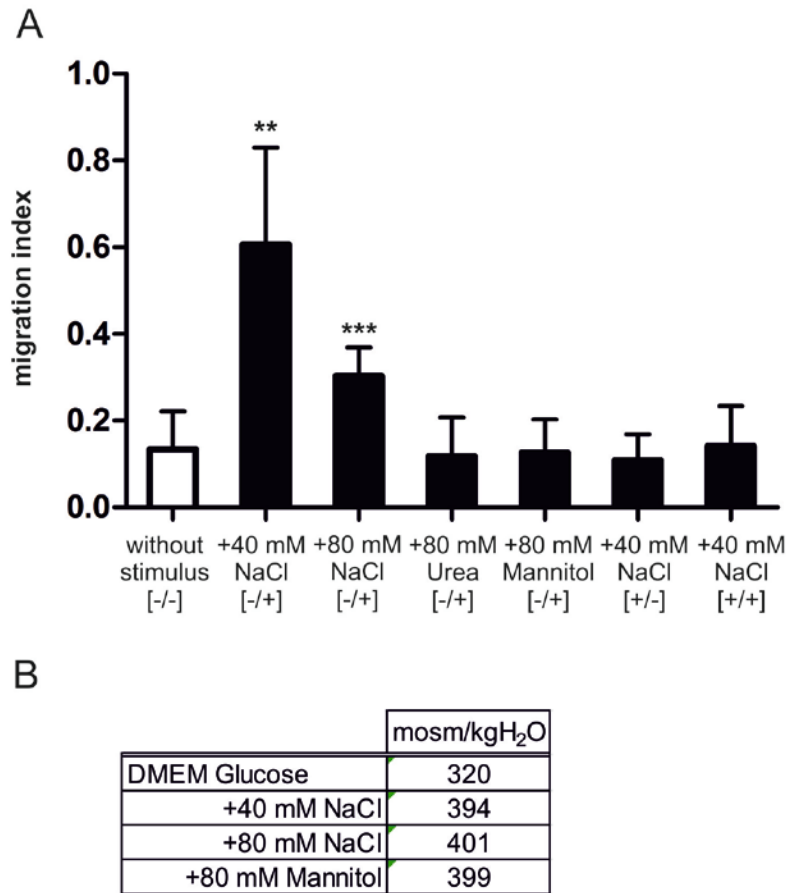 A
1.0
0.8
0.6
0.4
0.2
0.0
migration index
**
***
without stimulus [-/-]
+40 mM NaCl [-/+]
+80 mM NaCl [-/+]
+80 mM Urea [-/+]
+80 mM Mannitol [-/+]
+40 mM NaCl [+/-]
+40 mM NaCl [+/+]
B
mosm/kgH₂O
DMEM Glucose 320
+40 mM NaCl 394
+80 mM NaCl 401
+80 mM Mannitol 399